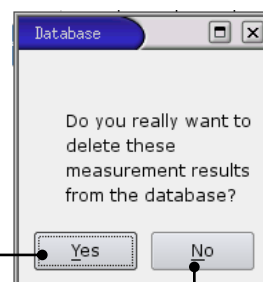 Database
Do you really want to
delete these
measurement results
from the database?
Yes
No